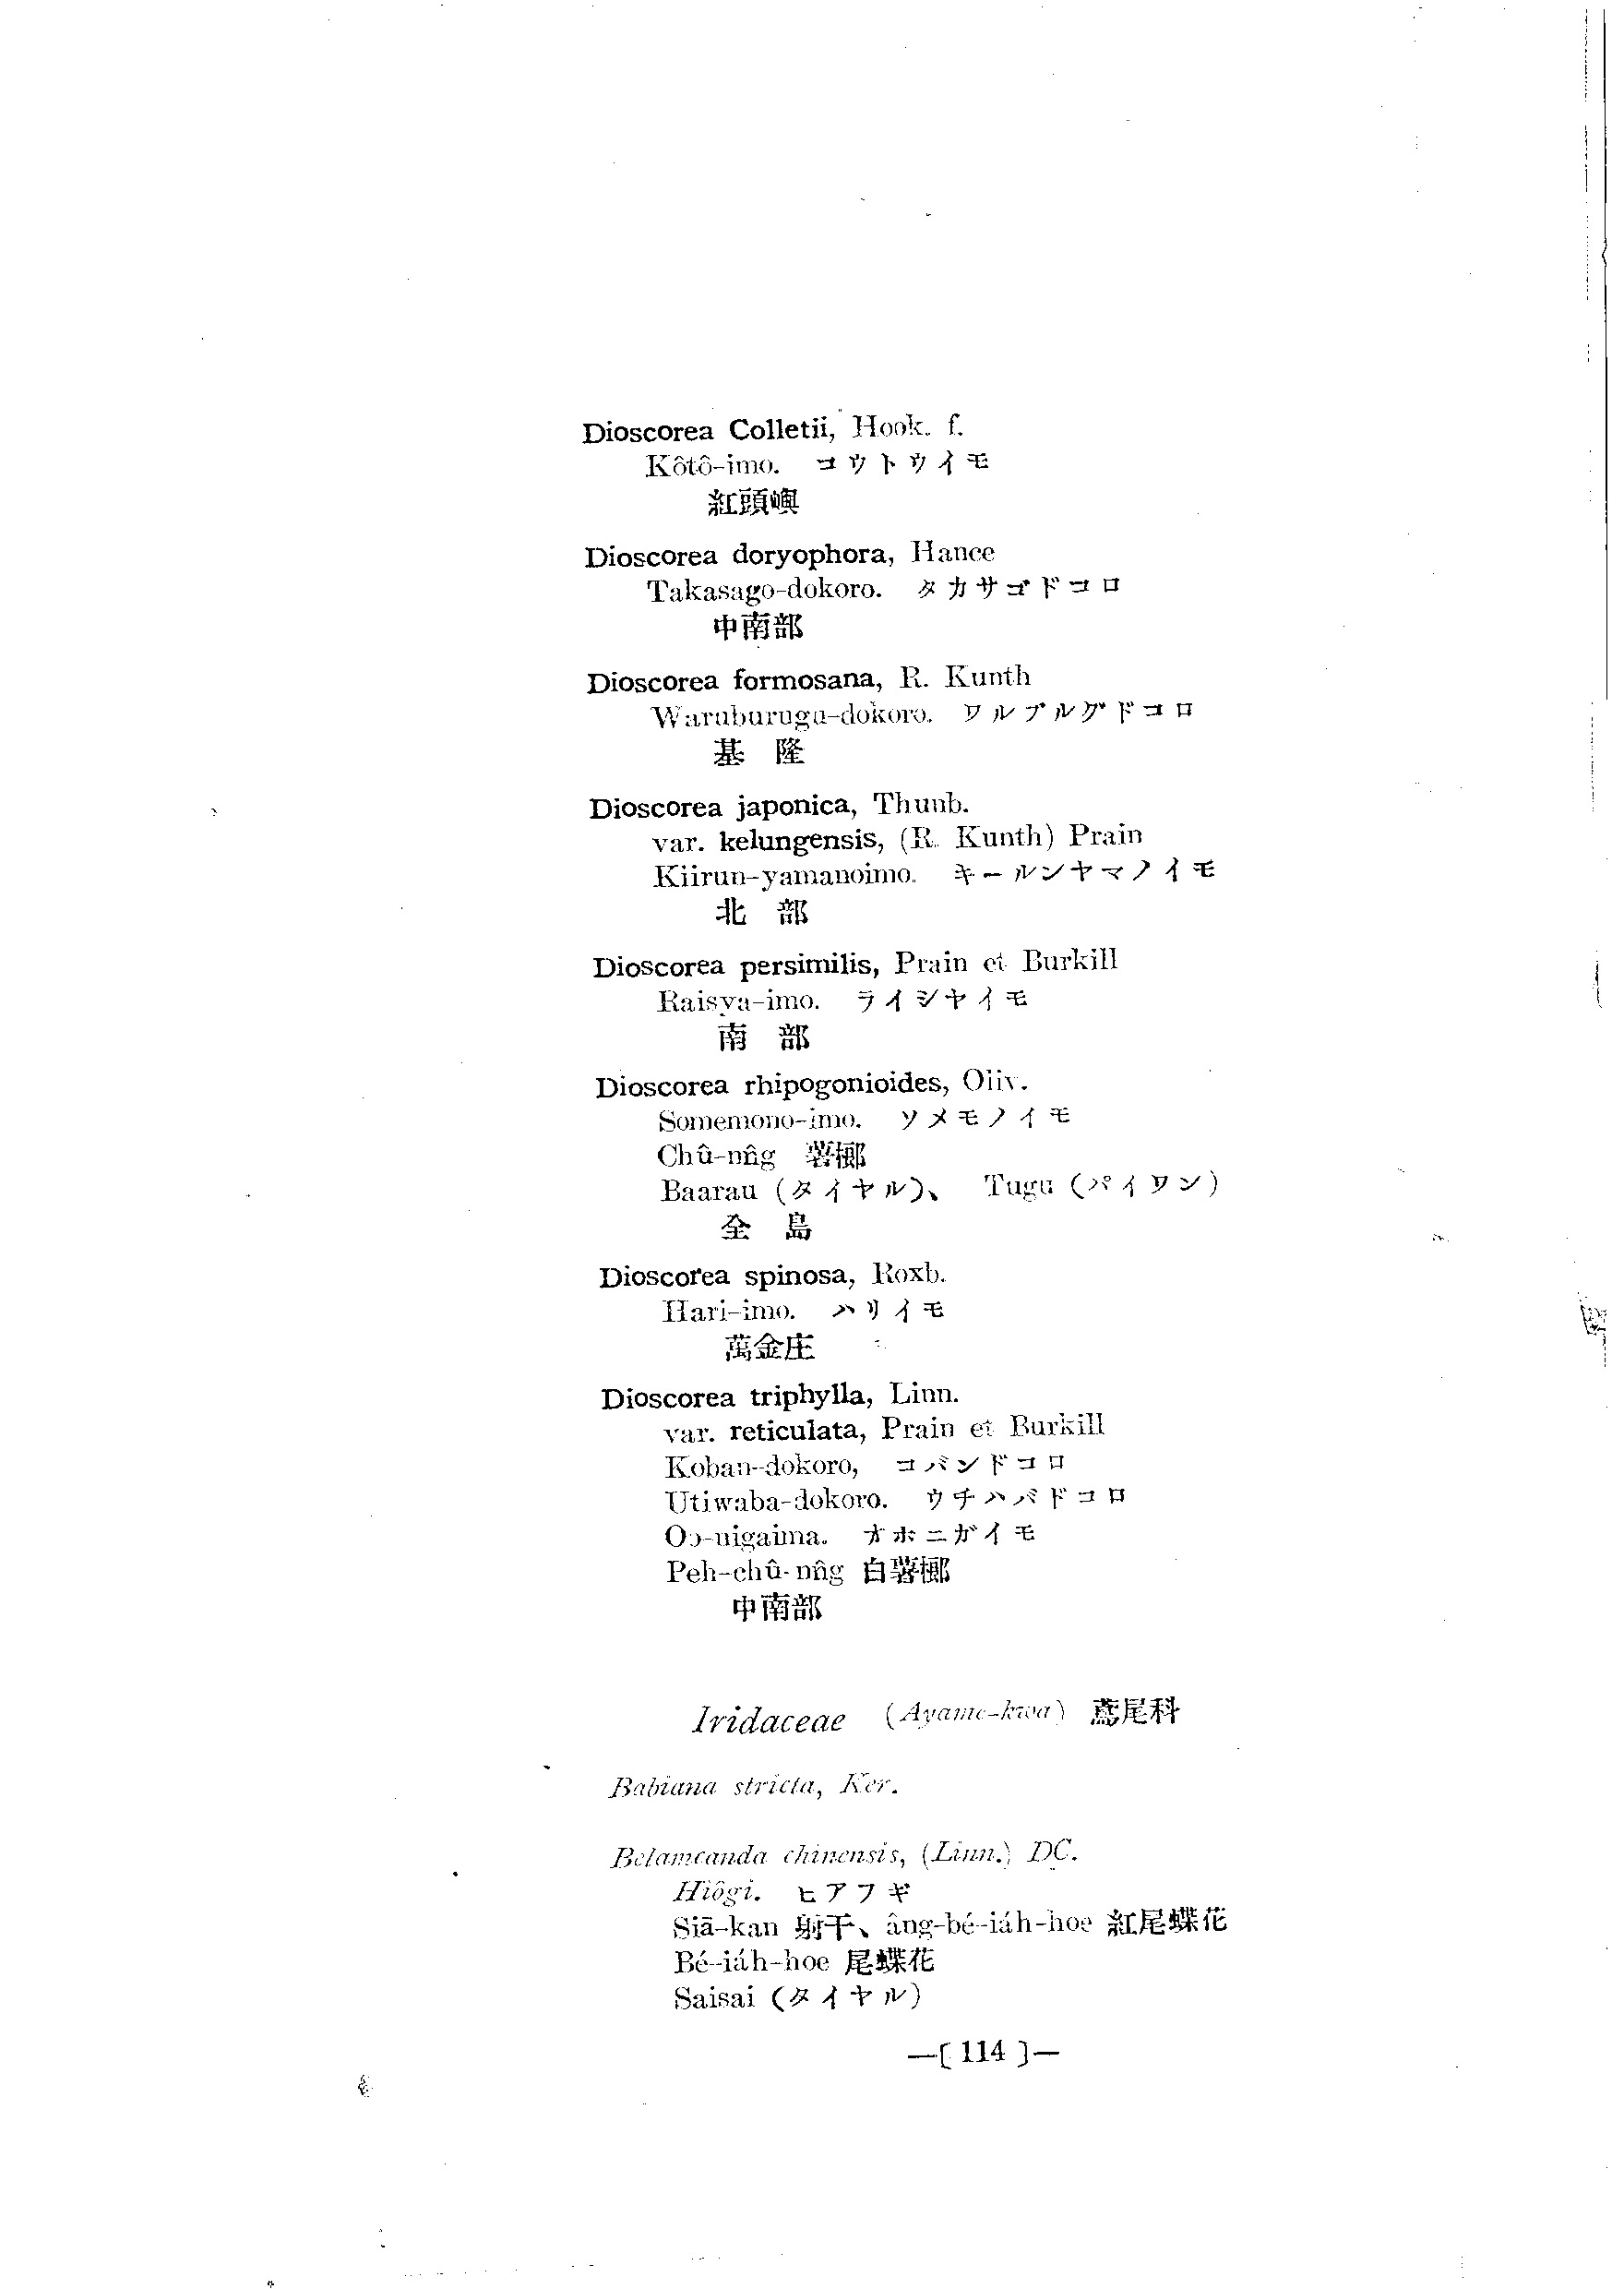 Dioscorea Colletii, Hook. f.
Kôtô-imo. コウトウイモ
紅頭嶼
Dioscorea doryophora, Hance
Takasago-dokoro. タカサゴドコロ
中南部
Dioscorea formosana, R. Kunth
Waruburugu-dokoro. ワルブルグドコロ
基 隆
Dioscorea japonica, Thunb.
var. kelungensis, (R. Kunth) Prain
Kiirun-yamanoimo. キールンヤマノイモ
北 部
Dioscorea persimilis, Prain et Burkill
Raisya-imo. ライシヤイモ
南 部
Dioscorea rhipogonioides, Oliv.
Somemono-imo. ソメモノイモ
Chû-nn̂g 薯榔
Baarau (タイヤル)、 Tugu (パイワン)
全 島
Dioscorea spinosa, Roxb.
Hari-imo. ハリイモ
萬金庄
Dioscorea triphylla, Linn.
var. reticulata, Prain et Burkill
Koban-dokoro, コバンドコロ
Utiwaba-dokoro. ウチハバドコロ
Oo-nigaima. オホニガイモ
Peh-chû-nn̂g 白薯榔
中南部
Iridaceae (Ayame-kwa) 鳶尾科
Babiana stricta, Ker.
Belamcanda chinensis, (Linn.) DC.
Hiôgi. ヒアフギ
Siā-kan 射干、âng-bé-iáh-hoe 紅尾蝶花
Bé-iáh-hoe 尾蝶花
Saisai (タイヤル)
—( 114 )—